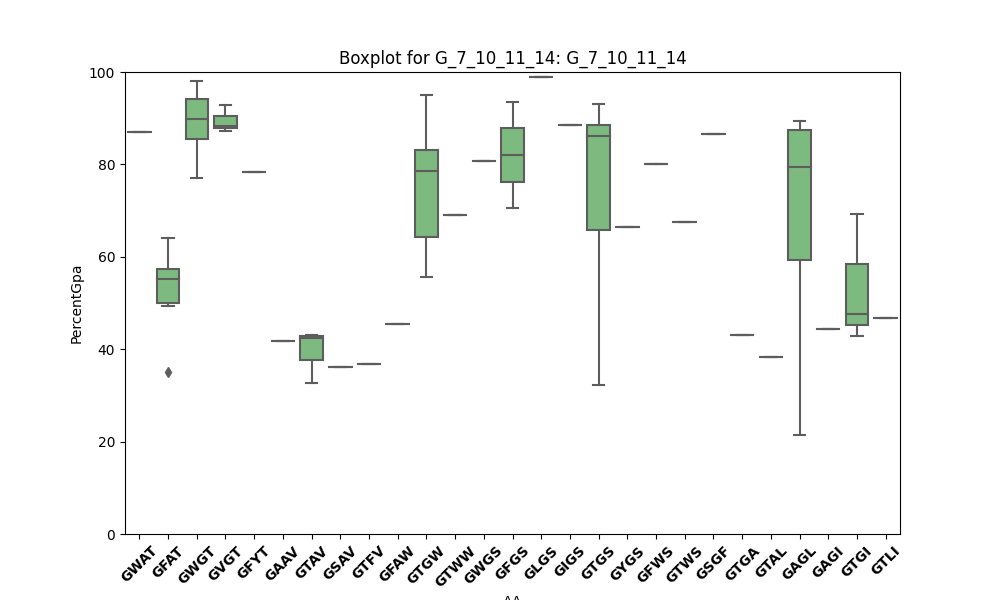 Boxplot for G_7_10_11_14: G_7_10_11_14
PercentGpa
100
80
60
40
20
0
GWAT GFAT GWGT GVGT GFYT GAAV GTAV GSAV GTFV GFAW GTGW GTWW GWGS GFGS GLGS GIGS GTGS GYGS GFWS GTWS GSGF GTGA GTAL GAGL GAGI GTGI GTLI
AA